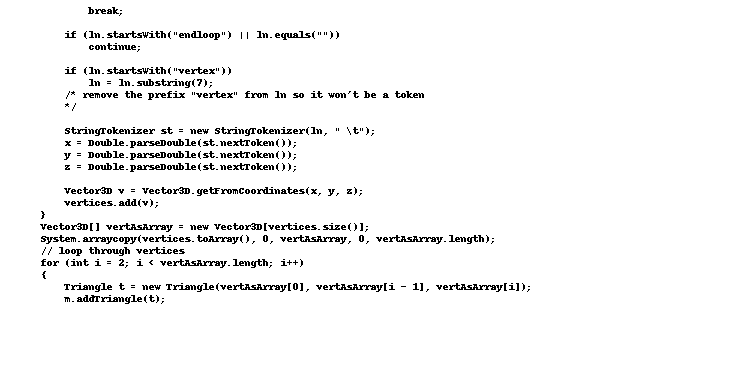 break;
if (ln.startsWith("endloop") || ln.equals(""))
continue;
if (ln.startsWith("vertex"))
ln = ln.substring(7);
/* remove the prefix "vertex" from ln so it won't be a token
*/
StringTokenizer st = new StringTokenizer(ln, " \t");
x = Double.parseDouble(st.nextToken());
y = Double.parseDouble(st.nextToken());
z = Double.parseDouble(st.nextToken());
Vector3D v = Vector3D.getFromCoordinates(x, y, z);
vertices.add(v);
}
Vector3D[] vertAsArray = new Vector3D[vertices.size()];
System.arraycopy(vertices.toArray(), 0, vertAsArray, 0, vertAsArray.length);
// loop through vertices
for (int i = 2; i < vertAsArray.length; i++)
{
Triangle t = new Triangle(vertAsArray[0], vertAsArray[i - 1], vertAsArray[i]);
m.addTriangle(t);